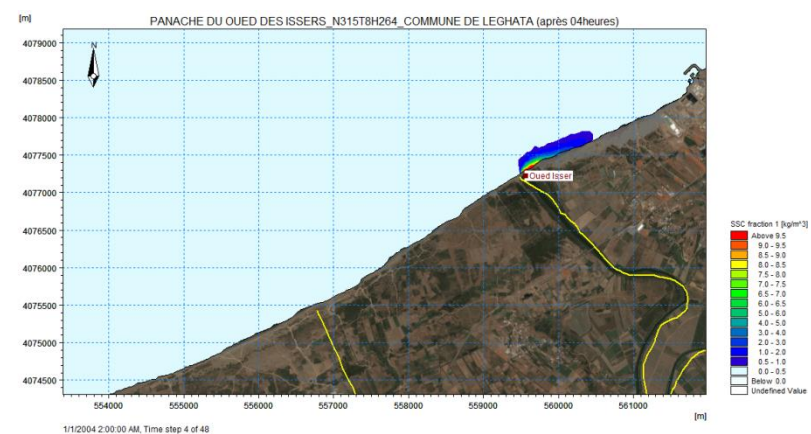 [m]
PANACHE DU OUED DES ISSERS_N315T8H264_COMMUNE DE LEGHATA (après 04heures)
4079000
4078500
4078000
4077500
4077000
4076500
4076000
4075500
4075000
4074500
N
Oued Isser
554000 555000 556000 557000 558000 559000 560000 561000
[m]
1/1/2004 2:00:00 AM, Time step 4 of 48
SSC fraction 1 [kg/m^3]
Above 9.5
9.0 - 9.5
8.5 - 9.0
8.0 - 8.5
7.5 - 8.0
7.0 - 7.5
6.5 - 7.0
6.0 - 6.5
5.0 - 6.0
4.0 - 5.0
3.0 - 4.0
2.0 - 3.0
1.0 - 2.0
0.5 - 1.0
0.0 - 0.5
Below 0.0
Undefined Value